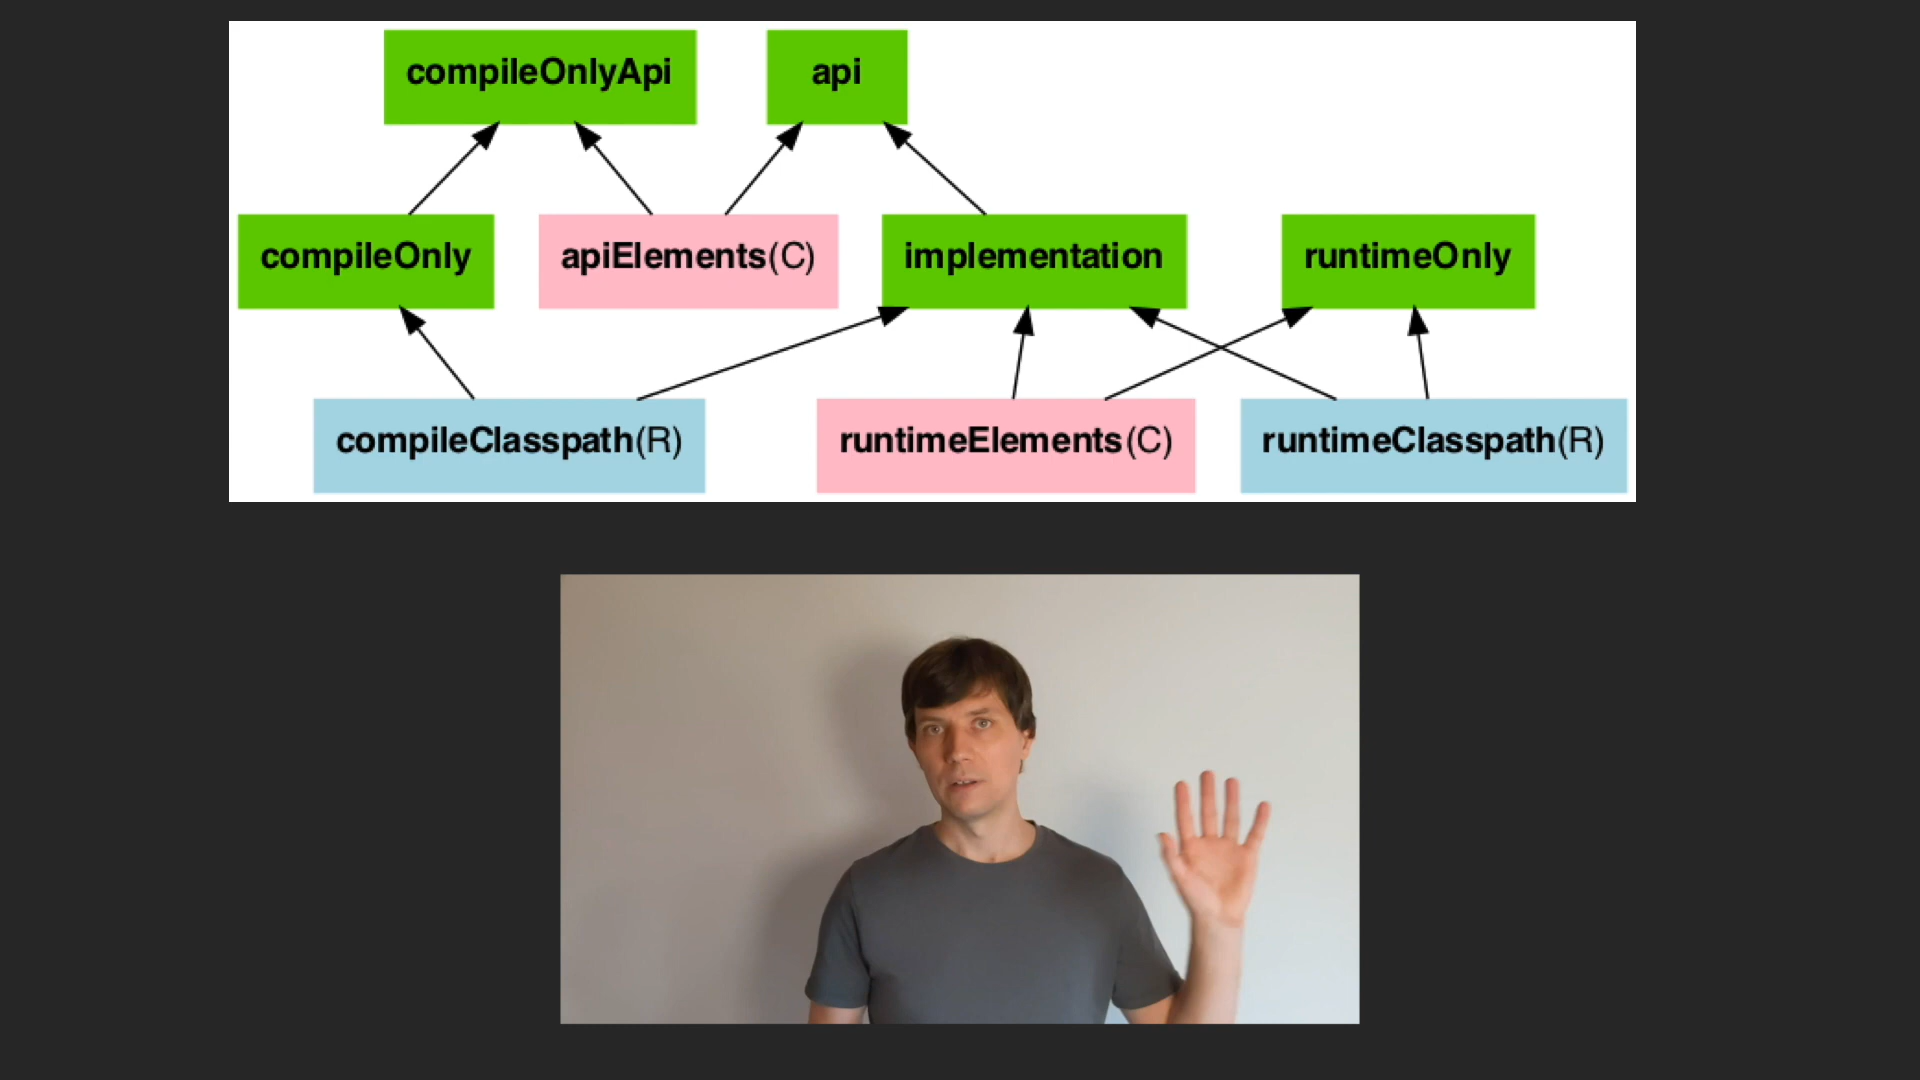 compileOnlyApi
api
compileOnly
apiElements(C)
implementation
runtimeOnly
compileClasspath(R)
runtimeElements(C)
runtimeClasspath(R)